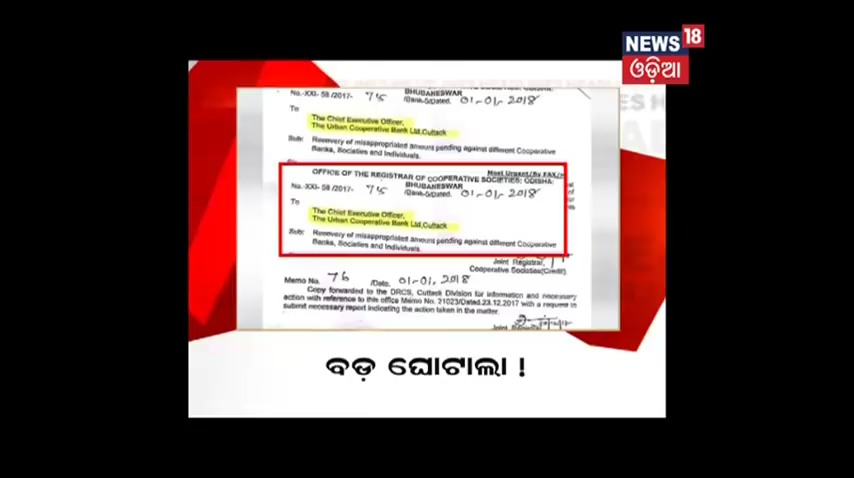 NEWS 18
ଓଡ଼ିଆ
BHUBANESWAR
No.-XXI- 58 /2017- 75 /Bank-5/Dated. 01-01-2018
To
The Chief Executive Officer,
The Urban Cooperative Bank Ltd,Cuttack
Sub: Recovery of misappropriated amount pending against different Cooperative
Banks, Societies and Individuals.
Most Urgent/By FAX/
OFFICE OF THE REGISTRAR OF COOPERATIVE SOCIETIES: ODISHA:
BHUBANESWAR
No.-XXI- 58 /2017- 75 /Bank-5/Dated. 01-01-2018
To
The Chief Executive Officer,
The Urban Cooperative Bank Ltd,Cuttack
Sub: Recovery of misappropriated amount pending against different Cooperative
Banks, Societies and Individuals.
Joint Registrar,
Cooperative Societies(Credit)
Memo No. 76 /Date. 01-01-2018
Copy forwarded to the DRCS, Cuttack Division for information and necessary
action with reference to this office Memo No. 21023/Dated.23.12.2017 with a request to
submit necessary report indicating the action taken in the matter.
ବଡ଼ ଘୋଟାଲା !